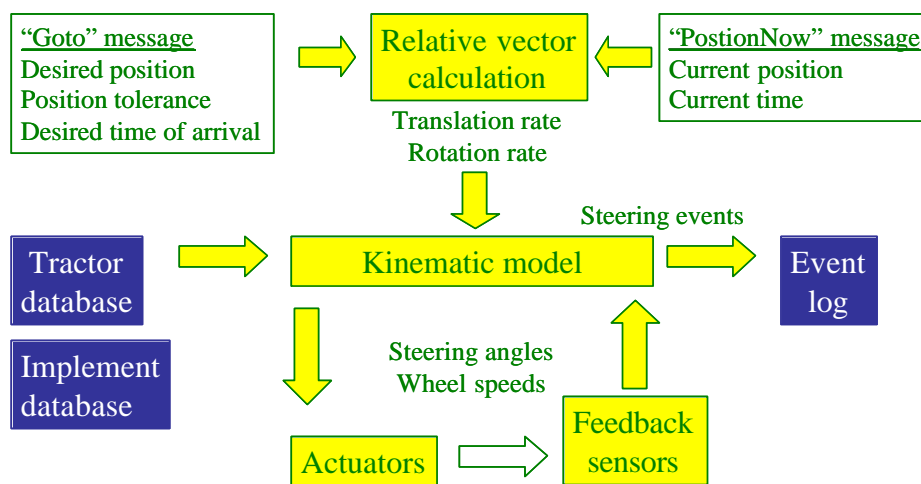 “Goto” message
Desired position
Position tolerance
Desired time of arrival
Relative vector
calculation
“PostionNow” message
Current position
Current time
Translation rate
Rotation rate
Steering events
Tractor
database
Kinematic model
Event
log
Implement
database
Steering angles
Wheel speeds
Actuators
Feedback
sensors